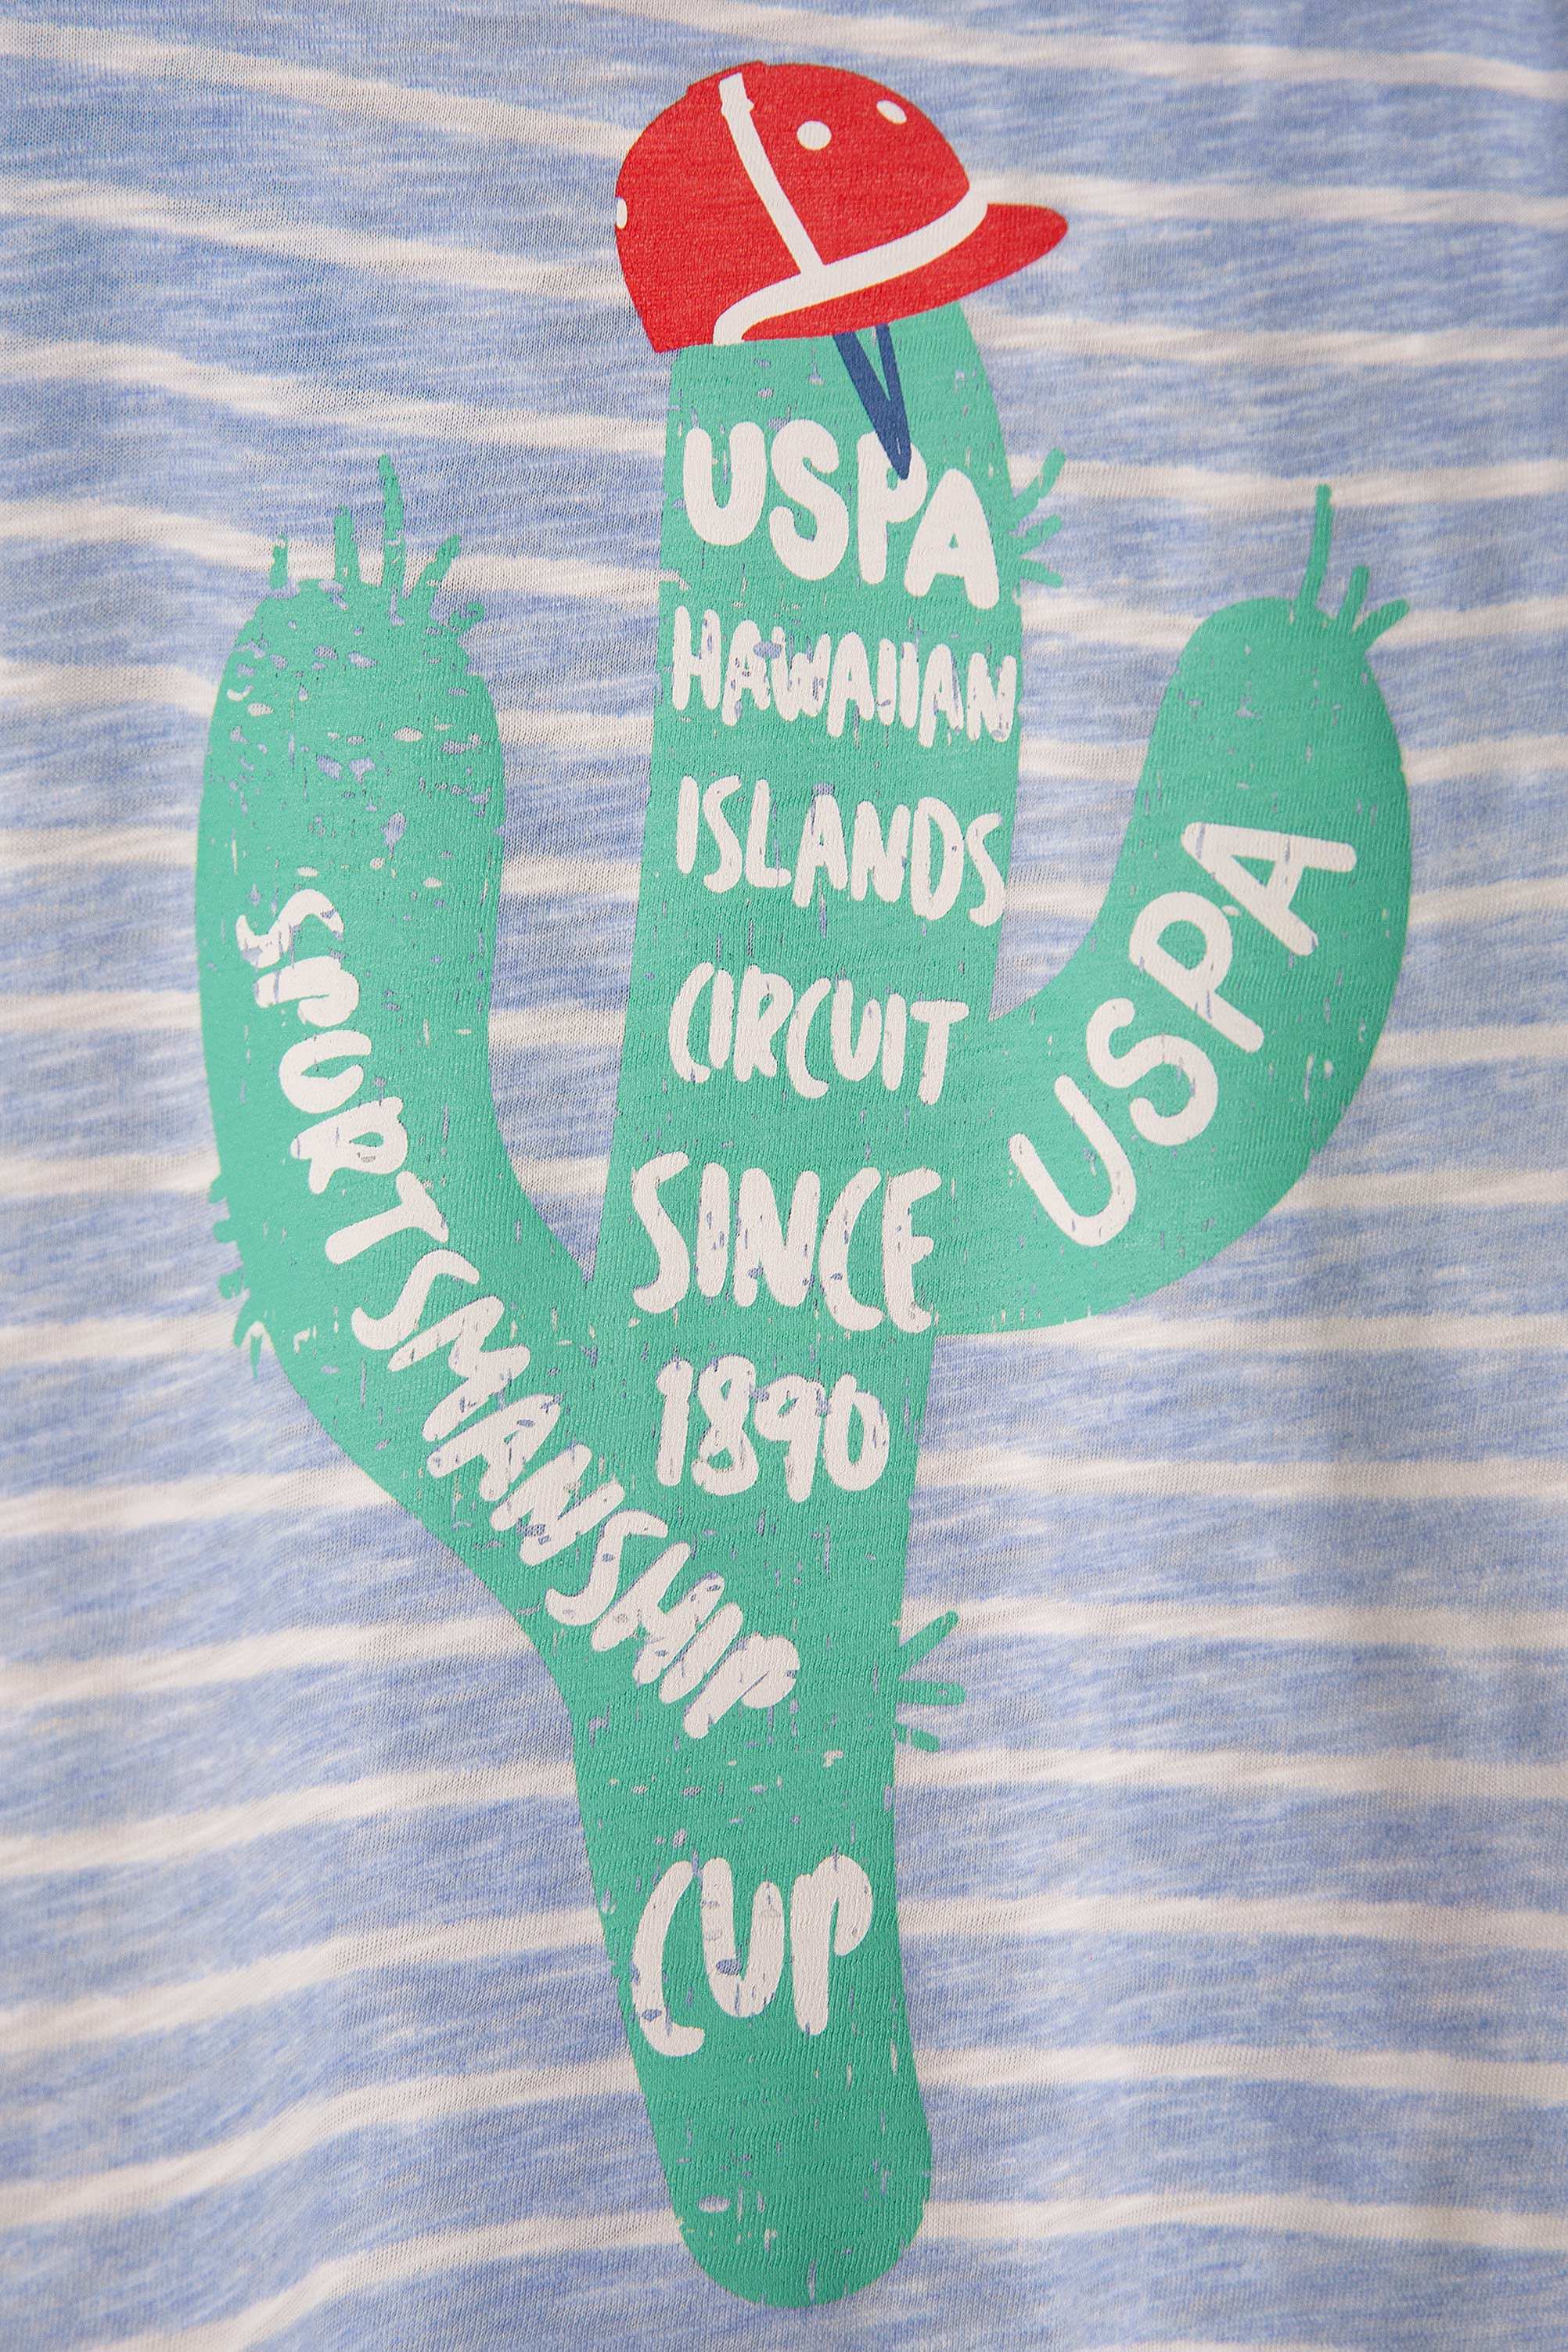 USPA
HAWAIIAN
ISLANDS
CIRCUIT
SINCE
1890
SPORTSMANSHIP
USPA
CUP